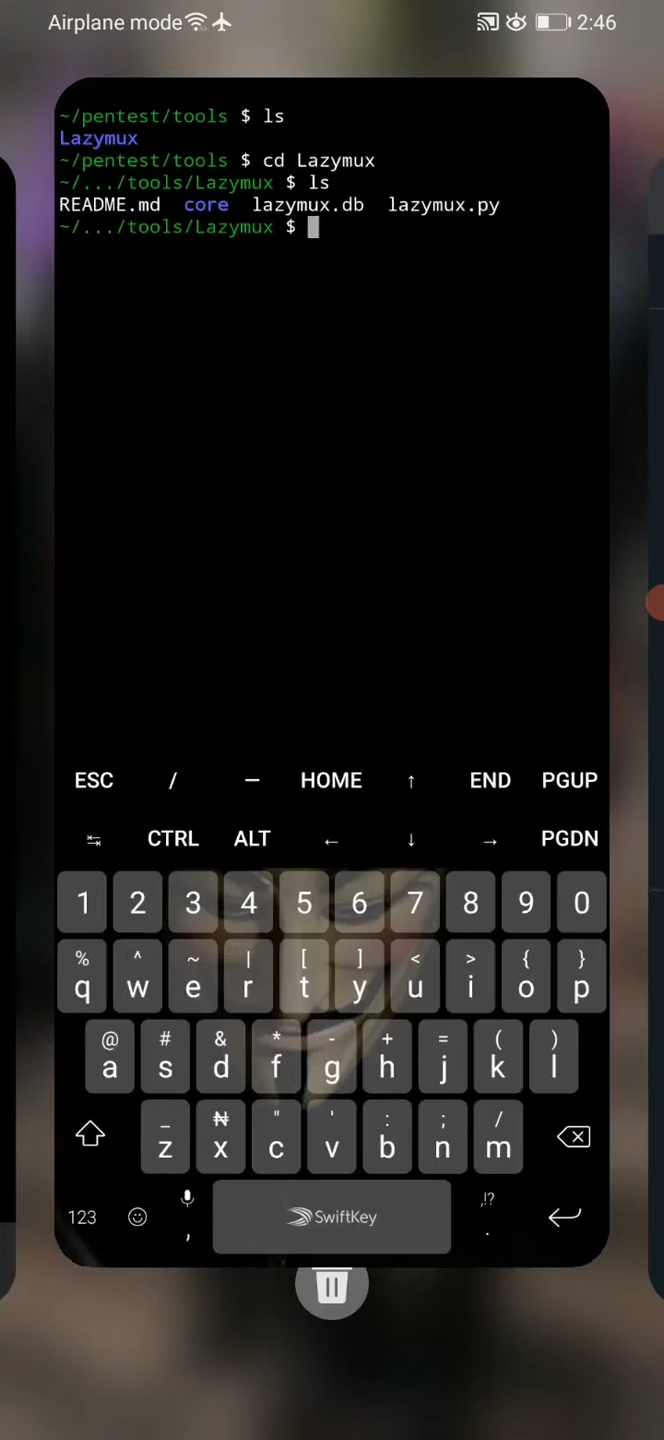 Airplane mode 2:46
~/pentest/tools $ ls
Lazymux
~/pentest/tools $ cd Lazymux
~/.../tools/Lazymux $ ls
README.md core lazymux.db lazymux.py
~/.../tools/Lazymux $
ESC / — HOME ↑ END PGUP
↹ CTRL ALT ← ↓ → PGDN
1 2 3 4 5 6 7 8 9 0
% ^ ~ | [ ] < > { }
q w e r t y u i o p
@ # & * - + = ( )
a s d f g h j k l
_ ₦ " ' : ; /
z x c v b n m
123 , SwiftKey ,!? .